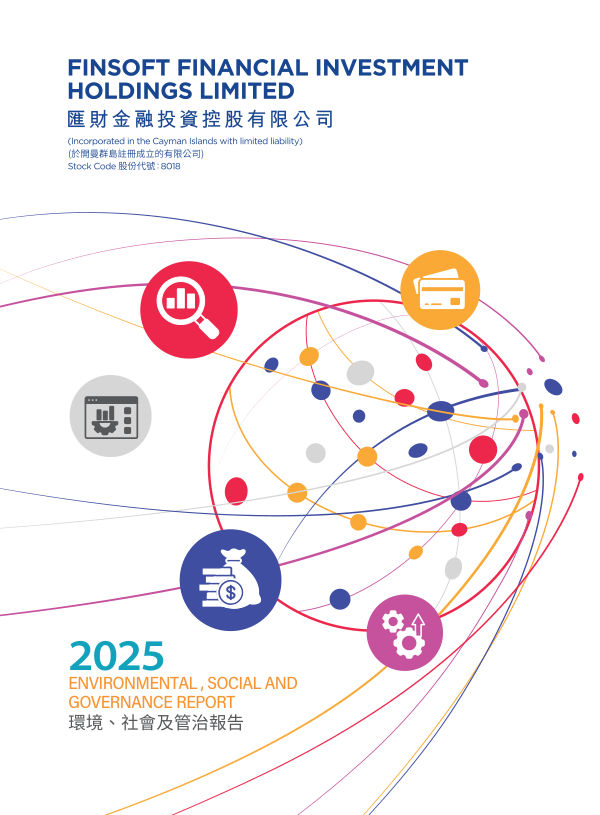 FINSOFT FINANCIAL INVESTMENT
HOLDINGS LIMITED
匯財金融投資控股有限公司
(Incorporated in the Cayman Islands with limited liability)
(於開曼群島註冊成立的有限公司)
Stock Code 股份代號 : 8018
$
2025
ENVIRONMENTAL , SOCIAL AND
GOVERNANCE REPORT
環境、社會及管治報告